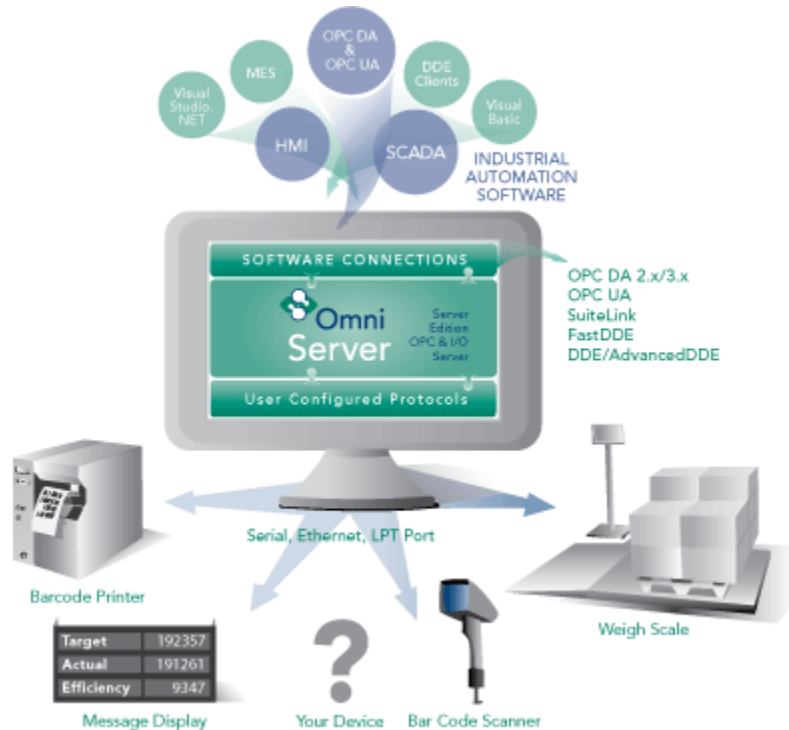 OPC DA
&
OPC UA
MES
DDE
Clients
Visual
Studio.
NET
Visual
Basic
HMI
SCADA
INDUSTRIAL
AUTOMATION
SOFTWARE
SOFTWARE CONNECTIONS
OPC DA 2.x/3.x
OPC UA
SuiteLink
FastDDE
DDE/AdvancedDDE
Omni
Server
Server
Edition
OPC & I/O
Server
User Configured Protocols
Serial, Ethernet, LPT Port
Barcode Printer
Weigh Scale
Target 192357
Actual 191261
Efficiency 9347
Message Display
?
Your Device
Bar Code Scanner